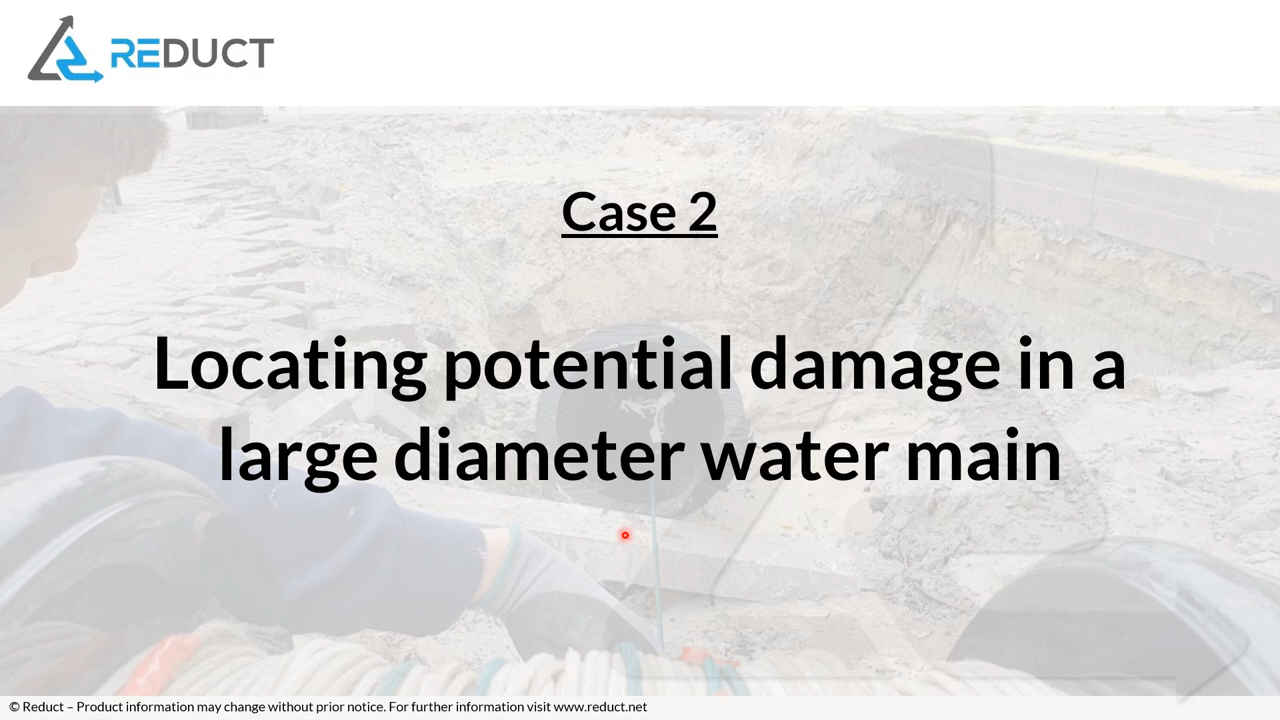 REDUCT
Case 2
Locating potential damage in a
large diameter water main
© Reduct – Product information may change without prior notice. For further information visit www.reduct.net